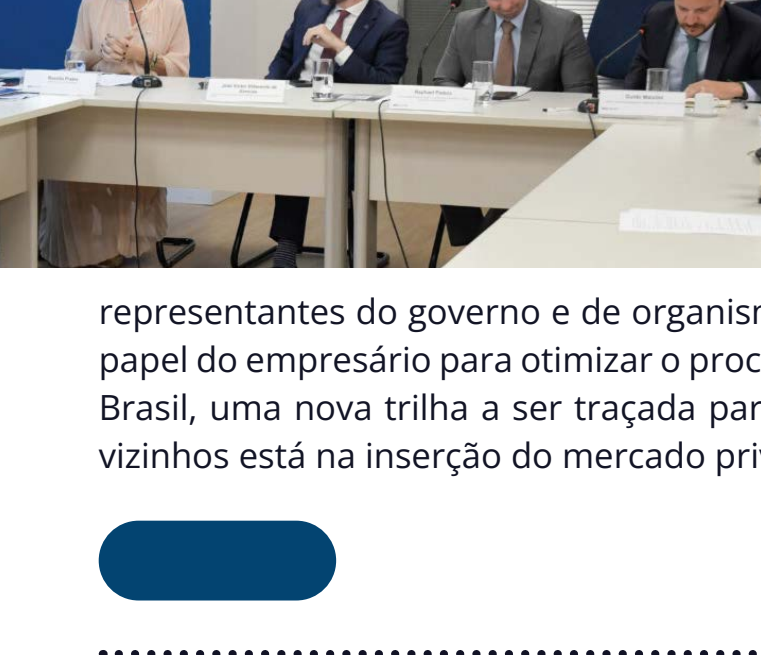 representantes do governo e de organism
papel do empresário para otimizar o proc
Brasil, uma nova trilha a ser traçada par
vizinhos está na inserção do mercado priv